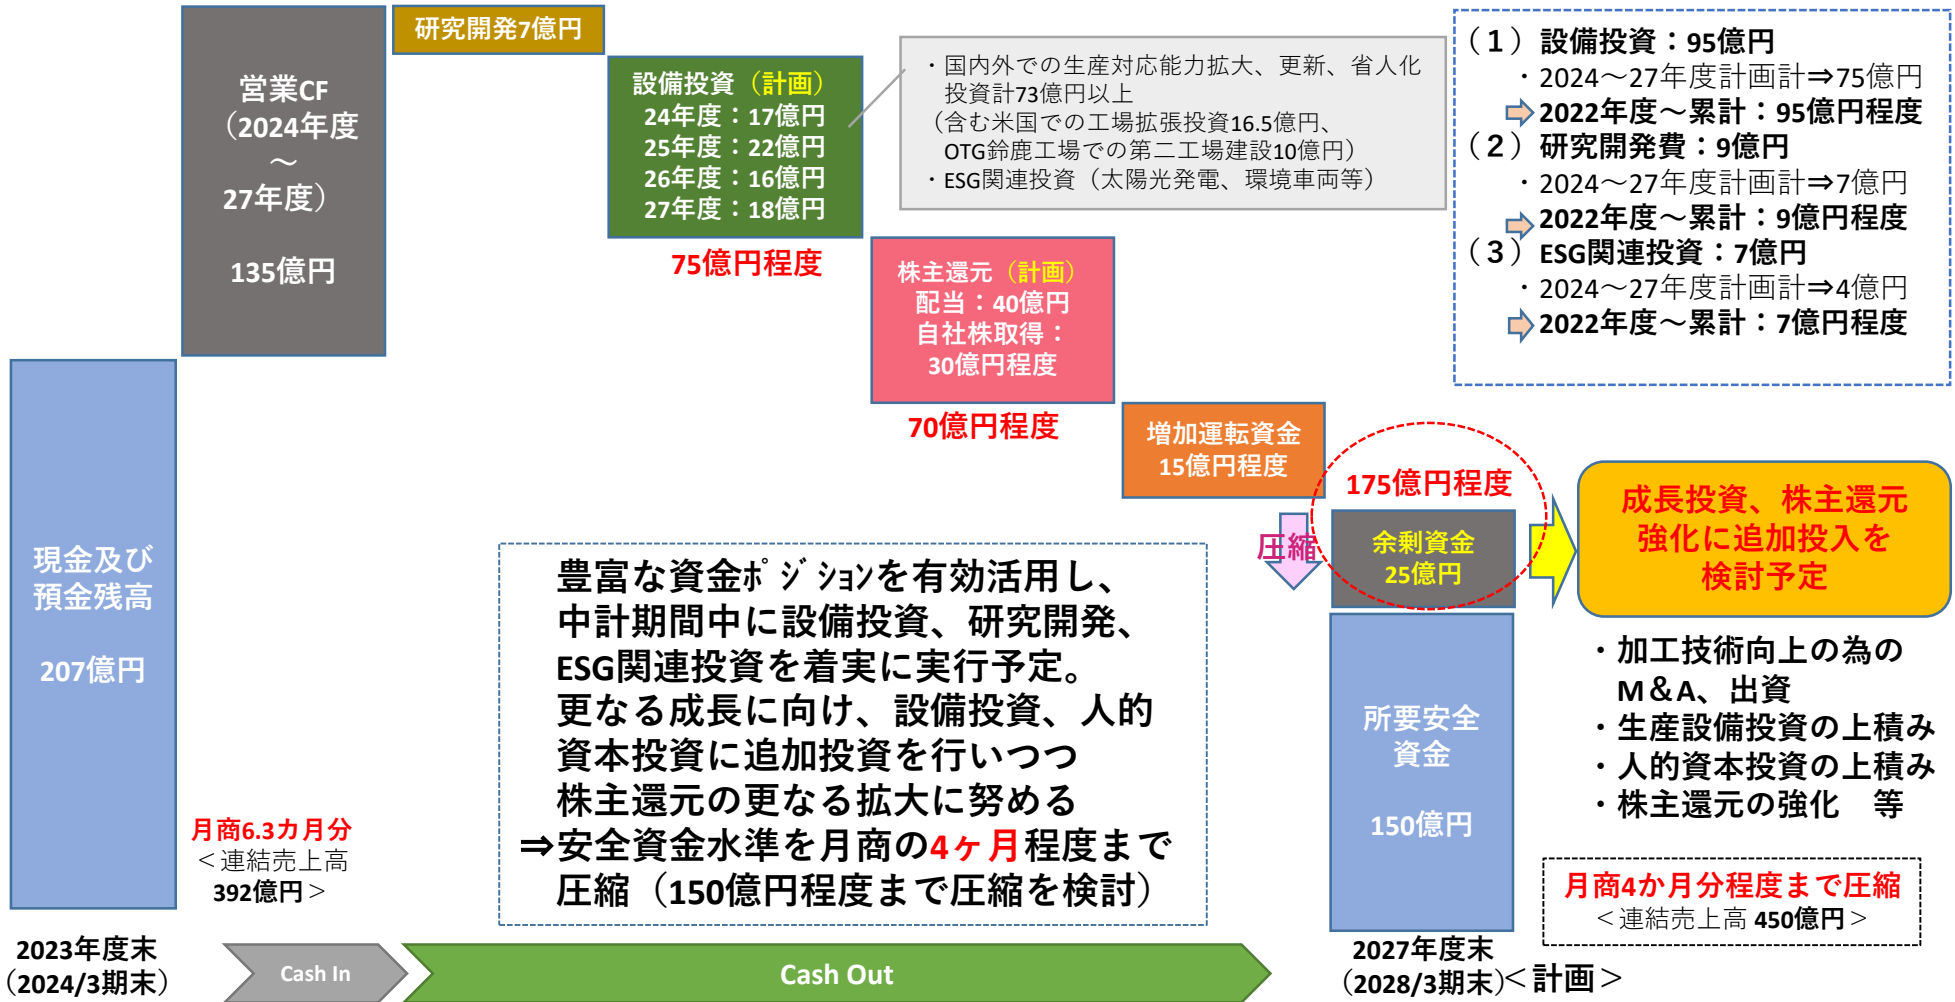 現金及び
預金残高
207億円
2023年度末
（2024/3期末）
営業CF
（2024年度
～
27年度）
135億円
月商6.3カ月分
＜連結売上高
392億円＞
研究開発7億円
設備投資（計画）
24年度：17億円
25年度：22億円
26年度：16億円
27年度：18億円
75億円程度
・国内外での生産対応能力拡大、更新、省人化
投資計73億円以上
（含む米国での工場拡張投資16.5億円、
OTG鈴鹿工場での第二工場建設10億円）
・ESG関連投資（太陽光発電、環境車両等）
株主還元（計画）
配当：40億円
自社株取得：
30億円程度
70億円程度
増加運転資金
15億円程度
（１）設備投資：95億円
・2024～27年度計画計⇒75億円
2022年度～累計：95億円程度
（２）研究開発費：9億円
・2024～27年度計画計⇒7億円
2022年度～累計：9億円程度
（３）ESG関連投資：7億円
・2024～27年度計画計⇒4億円
2022年度～累計：7億円程度
圧縮
175億円程度
余剰資金
25億円
所要安全
資金
150億円
2027年度末
（2028/3期末）＜計画＞
成長投資、株主還元
強化に追加投入を
検討予定
・加工技術向上の為の
M＆A、出資
・生産設備投資の上積み
・人的資本投資の上積み
・株主還元の強化　等
月商4か月分程度まで圧縮
＜連結売上高 450億円＞
豊富な資金ﾎﾟｼﾞｼｮﾝを有効活用し、
中計期間中に設備投資、研究開発、
ESG関連投資を着実に実行予定。
更なる成長に向け、設備投資、人的
資本投資に追加投資を行いつつ
株主還元の更なる拡大に努める
⇒安全資金水準を月商の4ヶ月程度まで
圧縮（150億円程度まで圧縮を検討）
Cash In
Cash Out